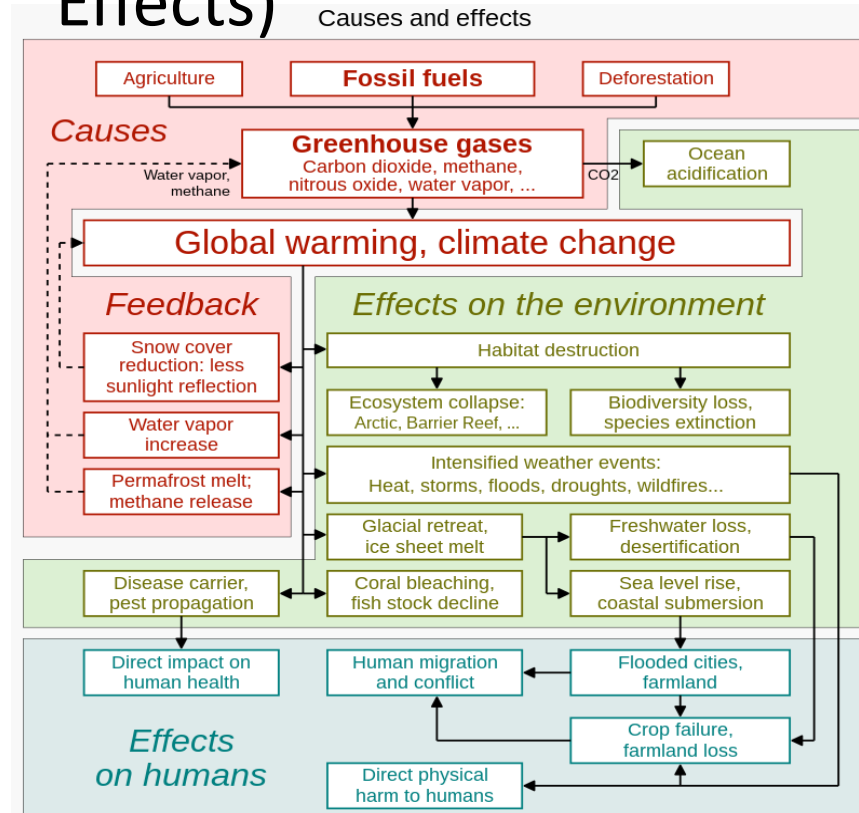 Effects)
Causes and effects
Agriculture
Fossil fuels
Deforestation
Causes
Greenhouse gases
Carbon dioxide, methane,
nitrous oxide, water vapor, ...
Water vapor,
methane
CO2
Ocean
acidification
Global warming, climate change
Feedback
Effects on the environment
Snow cover
reduction: less
sunlight reflection
Habitat destruction
Ecosystem collapse:
Arctic, Barrier Reef, ...
Biodiversity loss,
species extinction
Water vapor
increase
Intensified weather events:
Heat, storms, floods, droughts, wildfires...
Permafrost melt;
methane release
Glacial retreat,
ice sheet melt
Freshwater loss,
desertification
Disease carrier,
pest propagation
Coral bleaching,
fish stock decline
Sea level rise,
coastal submersion
Direct impact on
human health
Human migration
and conflict
Flooded cities,
farmland
Effects
on humans
Crop failure,
farmland loss
Direct physical
harm to humans